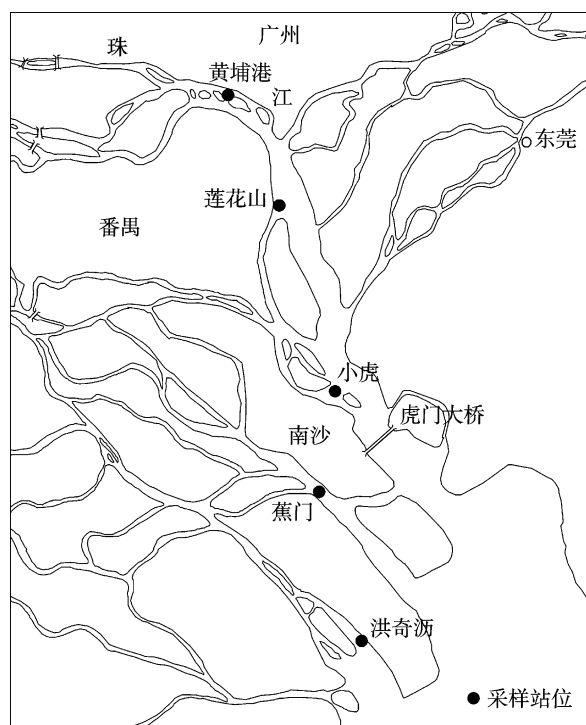 广州
珠
黄埔港
江
东莞
莲花山
番禺
小虎
虎门大桥
南沙
蕉门
洪奇沥
采样站位